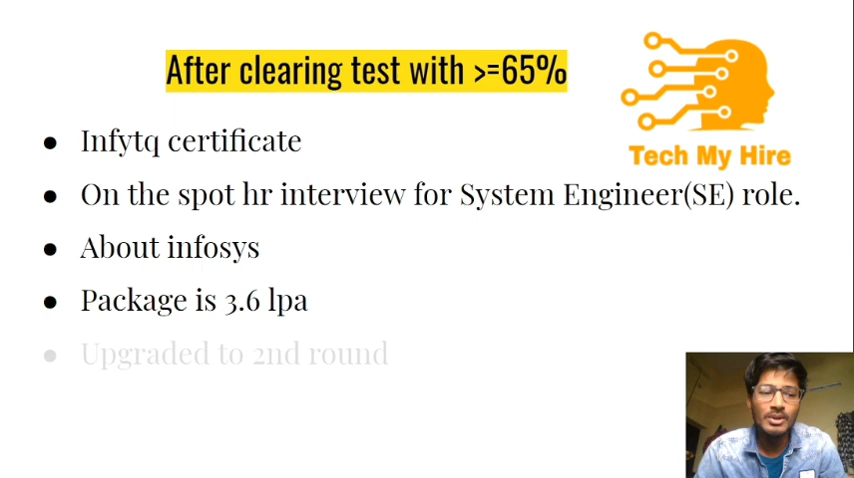 After clearing test with >=65%
Tech My Hire
● Infytq certificate
● On the spot hr interview for System Engineer(SE) role.
● About infosys
● Package is 3.6 lpa
● Upgraded to 2nd round